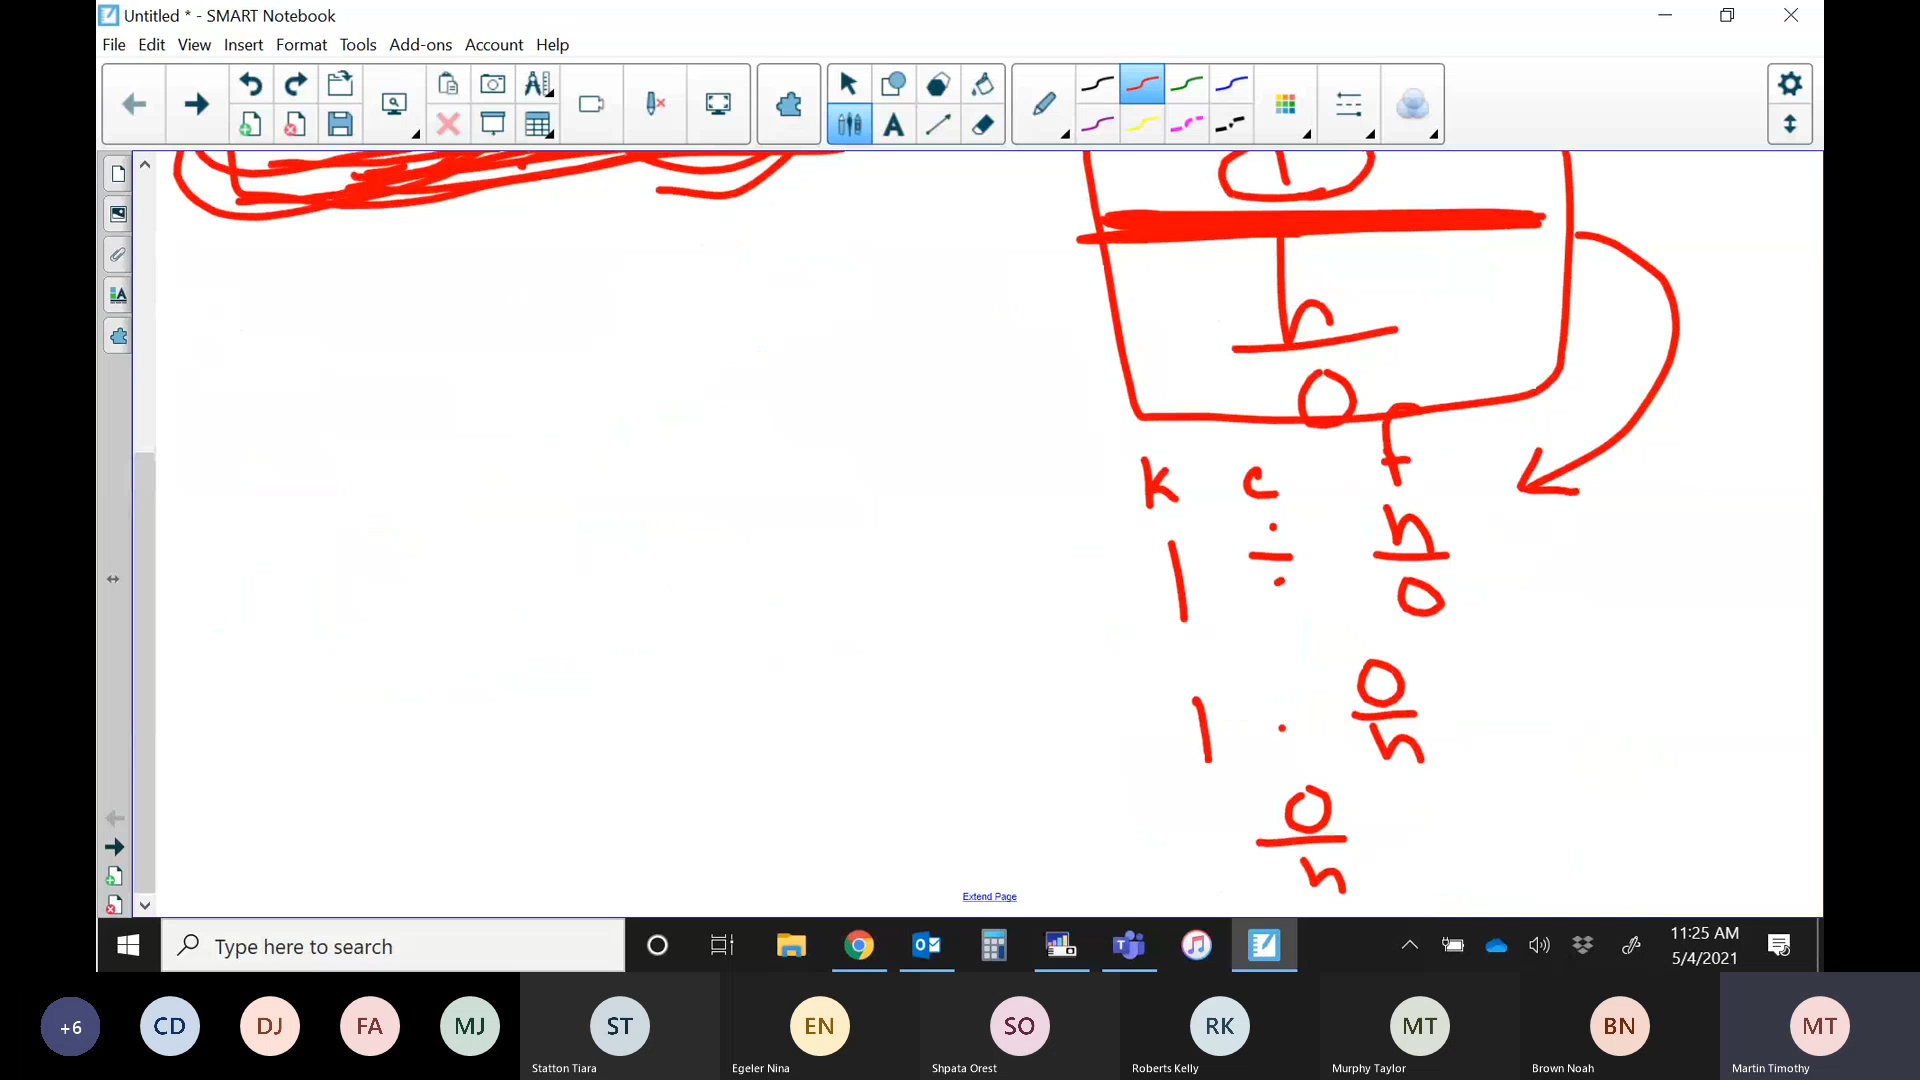 Untitled * - SMART Notebook
File Edit View Insert Format Tools Add-ons Account Help
A
A
1
h
o
k c f
1 ÷ h
o
1 · o
h
o
h
Extend Page
Type here to search
11:25 AM
5/4/2021
+6 CD DJ FA MJ ST EN SO RK MT BN MT
Statton Tiara Egeler Nina Shpata Orest Roberts Kelly Murphy Taylor Brown Noah Martin Timothy